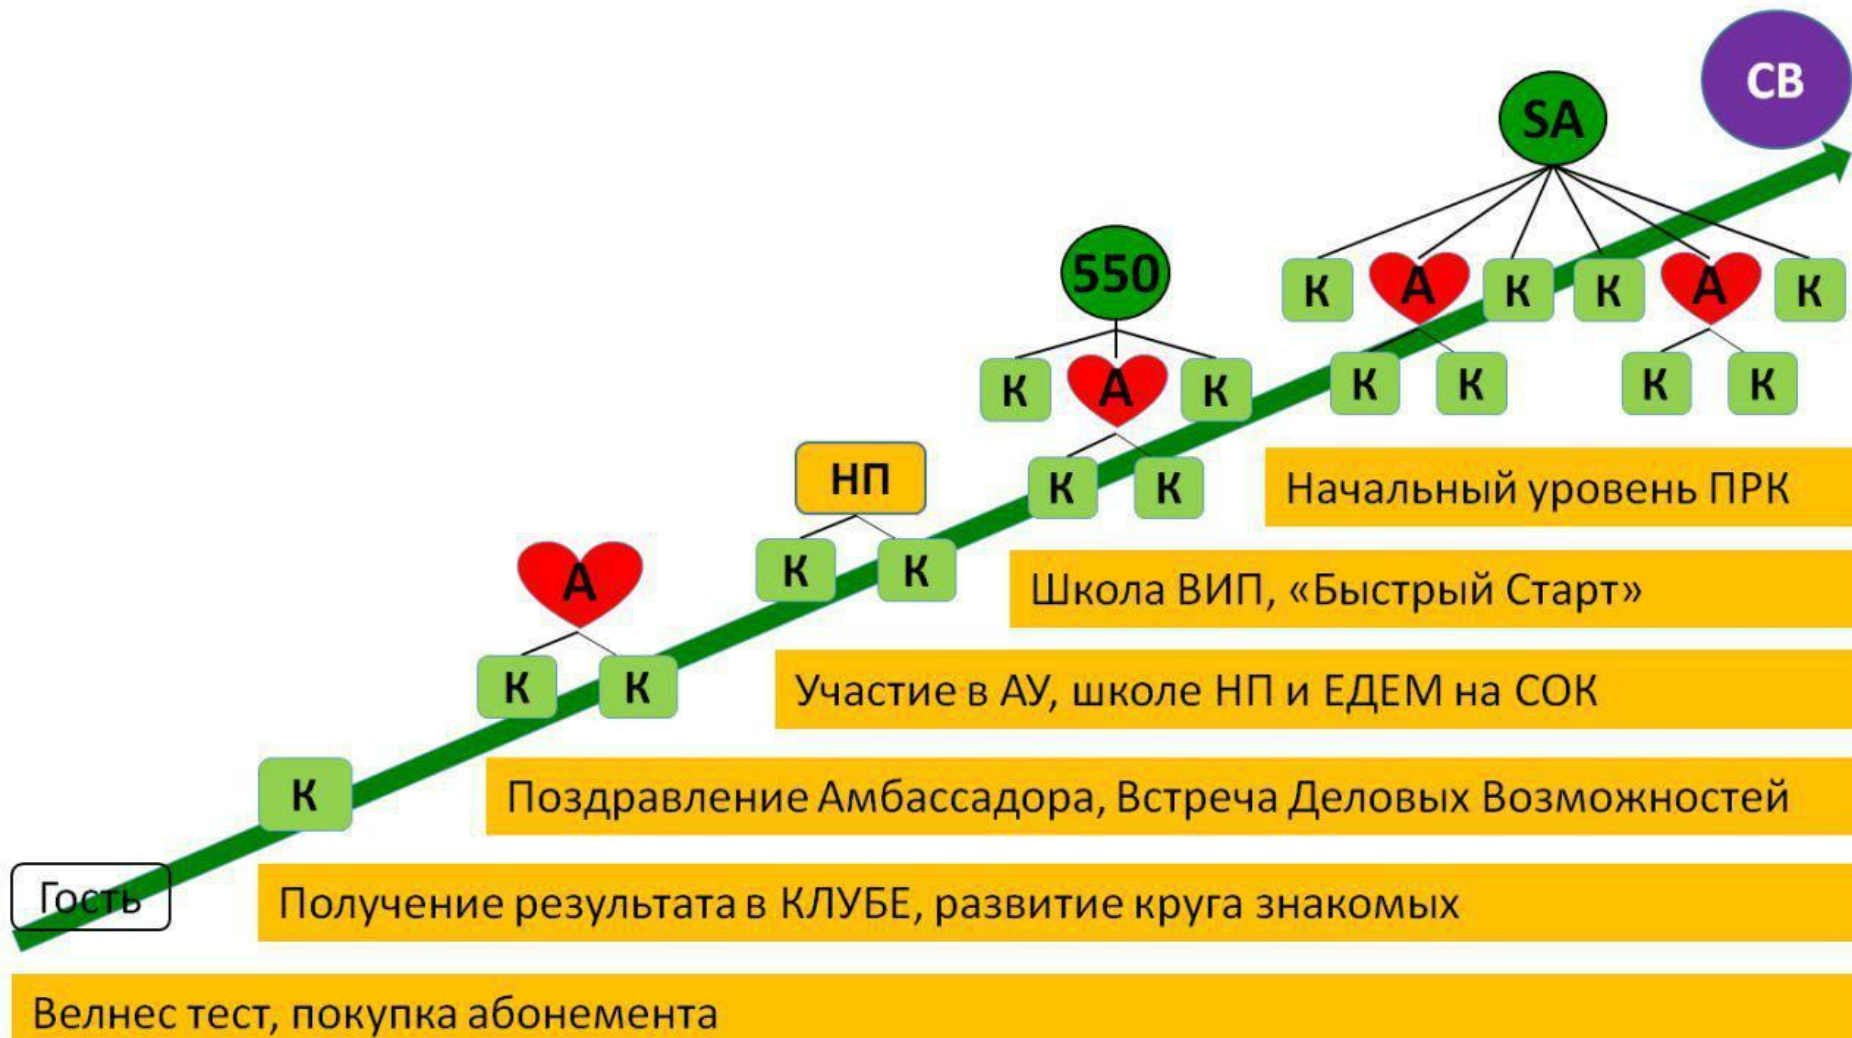 СВ
SA
К А К К А К
К К К К
550
К А К
К К
НП
К К
А
К К
К
Гость
Начальный уровень ПРК
Школа ВИП, «Быстрый Старт»
Участие в АУ, школе НП и ЕДЕМ на СОК
Поздравление Амбассадора, Встреча Деловых Возможностей
Получение результата в КЛУБЕ, развитие круга знакомых
Велнес тест, покупка абонемента